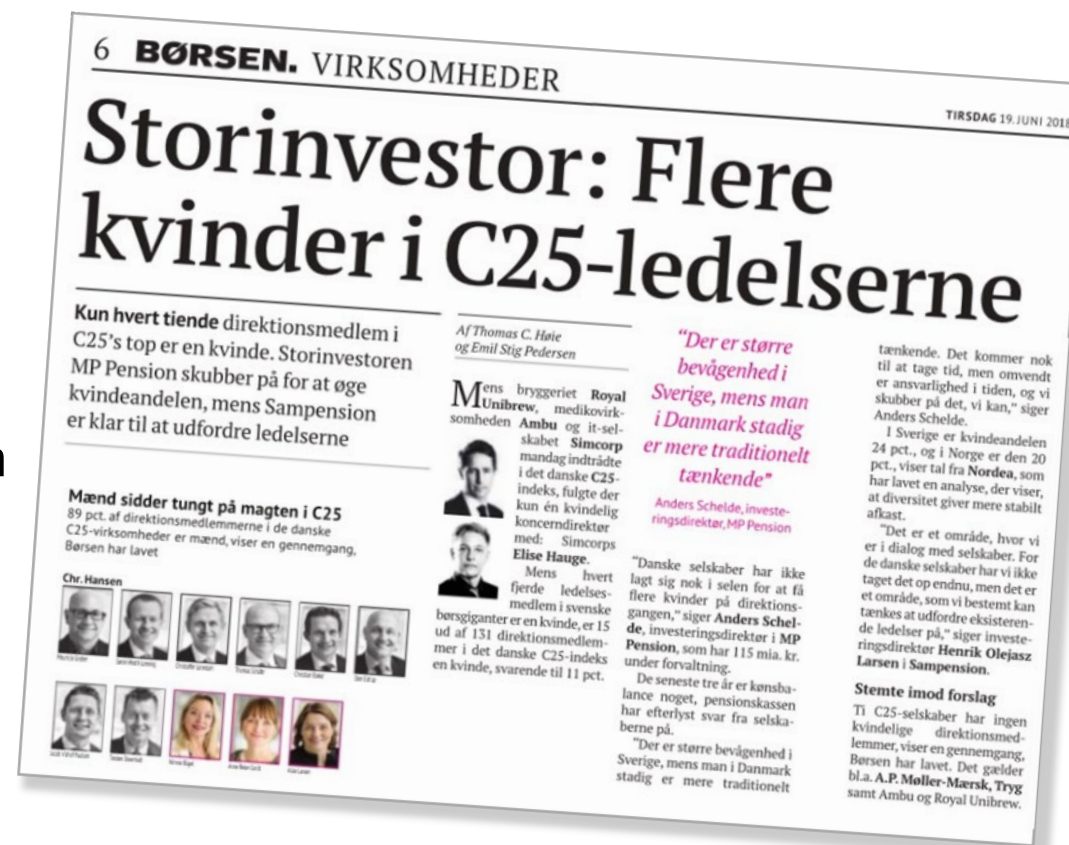 6 BØRSEN. VIRKSOMHEDER
TIRSDAG 19. JUNI 2018
Storinvestor: Flere
kvinder i C25-ledelserne
Kun hvert tiende direktionsmedlem i
C25's top er en kvinde. Storinvestoren
MP Pension skubber på for at øge
kvindeandelen, mens Sampension
er klar til at udfordre ledelserne
Mænd sidder tungt på magten i C25
89 pct. af direktionsmedlemmerne i de danske
C25-virksomheder er mænd, viser en gennemgang,
Børsen har lavet
Chr. Hansen
Af Thomas C. Høie
og Emil Stig Pedersen
Mens bryggeriet Royal
Unibrew, medikovirk-
somheden Ambu og it-sel-
skabet Simcorp
mandag indtrådte
i det danske C25-
indeks, fulgte der
kun én kvindelig
koncerndirektør
med: Simcorps
Elise Hauge.
Mens hvert
fjerde ledelses-
medlem i svenske
børsgiganter er en kvinde, er 15
ud af 131 direktionsmedlem-
mer i det danske C25-indeks
en kvinde, svarende til 11 pct.
"Der er større
bevågenhed i
Sverige, mens man
i Danmark stadig
er mere traditionelt
tænkende"
Anders Schelde, investe-
ringsdirektør, MP Pension
"Danske selskaber har ikke
lagt sig nok i selen for at få
flere kvinder på direktions-
gangen," siger Anders Schel-
de, investeringsdirektør i MP
Pension, som har 115 mia. kr.
under forvaltning.
De seneste tre år er kønsba-
lance noget, pensionskassen
har efterlyst svar fra selska-
berne på.
"Der er større bevågenhed i
Sverige, mens man i Danmark
stadig er mere traditionelt
tænkende. Det kommer nok
til at tage tid, men omvendt
er ansvarlighed i tiden, og vi
skubber på det, vi kan," siger
Anders Schelde.
I Sverige er kvindeandelen
24 pct., og i Norge er den 20
pct., viser tal fra Nordea, som
har lavet en analyse, der viser,
at diversitet giver mere stabilt
afkast.
"Det er et område, hvor vi
er i dialog med selskaber. For
de danske selskaber har vi ikke
taget det op endnu, men det er
et område, som vi bestemt kan
tænkes at udfordre eksisteren-
de ledelser på," siger investe-
ringsdirektør Henrik Olejasz
Larsen i Sampension.
Stemte imod forslag
Ti C25-selskaber har ingen
kvindelige direktionsmed-
lemmer, viser en gennemgang,
Børsen har lavet. Det gælder
bl.a. A.P. Møller-Mærsk, Tryg
samt Ambu og Royal Unibrew.